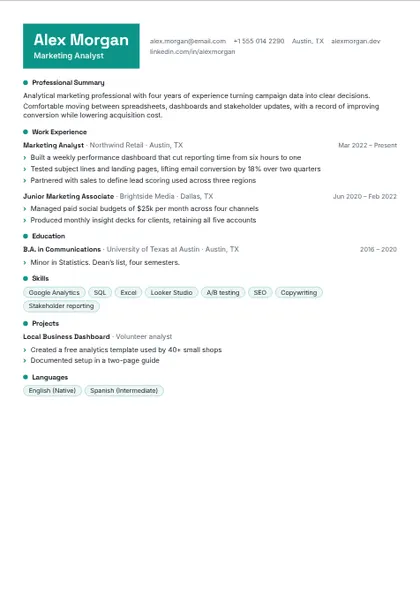 Alex Morgan
Marketing Analyst
alex.morgan@email.com +1 555 014 2290 Austin, TX alexmorgan.dev
linkedin.com/in/alexmorgan
Professional Summary
Analytical marketing professional with four years of experience turning campaign data into clear decisions.
Comfortable moving between spreadsheets, dashboards and stakeholder updates, with a record of improving
conversion while lowering acquisition cost.
Work Experience
Marketing Analyst · Northwind Retail · Austin, TX Mar 2022 – Present
› Built a weekly performance dashboard that cut reporting time from six hours to one
› Tested subject lines and landing pages, lifting email conversion by 18% over two quarters
› Partnered with sales to define lead scoring used across three regions
Junior Marketing Associate · Brightside Media · Dallas, TX Jun 2020 – Feb 2022
› Managed paid social budgets of $25k per month across four channels
› Produced monthly insight decks for clients, retaining all five accounts
Education
B.A. in Communications · University of Texas at Austin · Austin, TX 2016 – 2020
› Minor in Statistics. Dean's list, four semesters.
Skills
Google Analytics SQL Excel Looker Studio A/B testing SEO Copywriting
Stakeholder reporting
Projects
Local Business Dashboard · Volunteer analyst
› Created a free analytics template used by 40+ small shops
› Documented setup in a two-page guide
Languages
English (Native) Spanish (Intermediate)